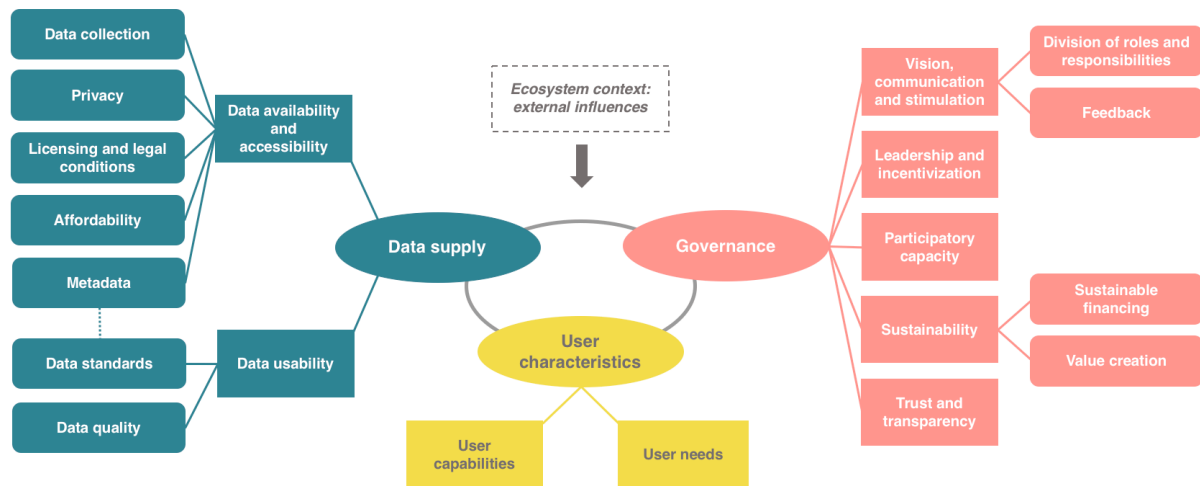 Data collection
Privacy
Licensing and legal
conditions
Affordability
Metadata
Data standards
Data quality
Data availability
and
accessibility
Data usability
Data supply
Ecosystem context:
external influences
Governance
User
characteristics
User
capabilities
User needs
Vision,
communication
and stimulation
Leadership and
incentivization
Participatory
capacity
Sustainability
Trust and
transparency
Division of roles and
responsibilities
Feedback
Sustainable
financing
Value creation